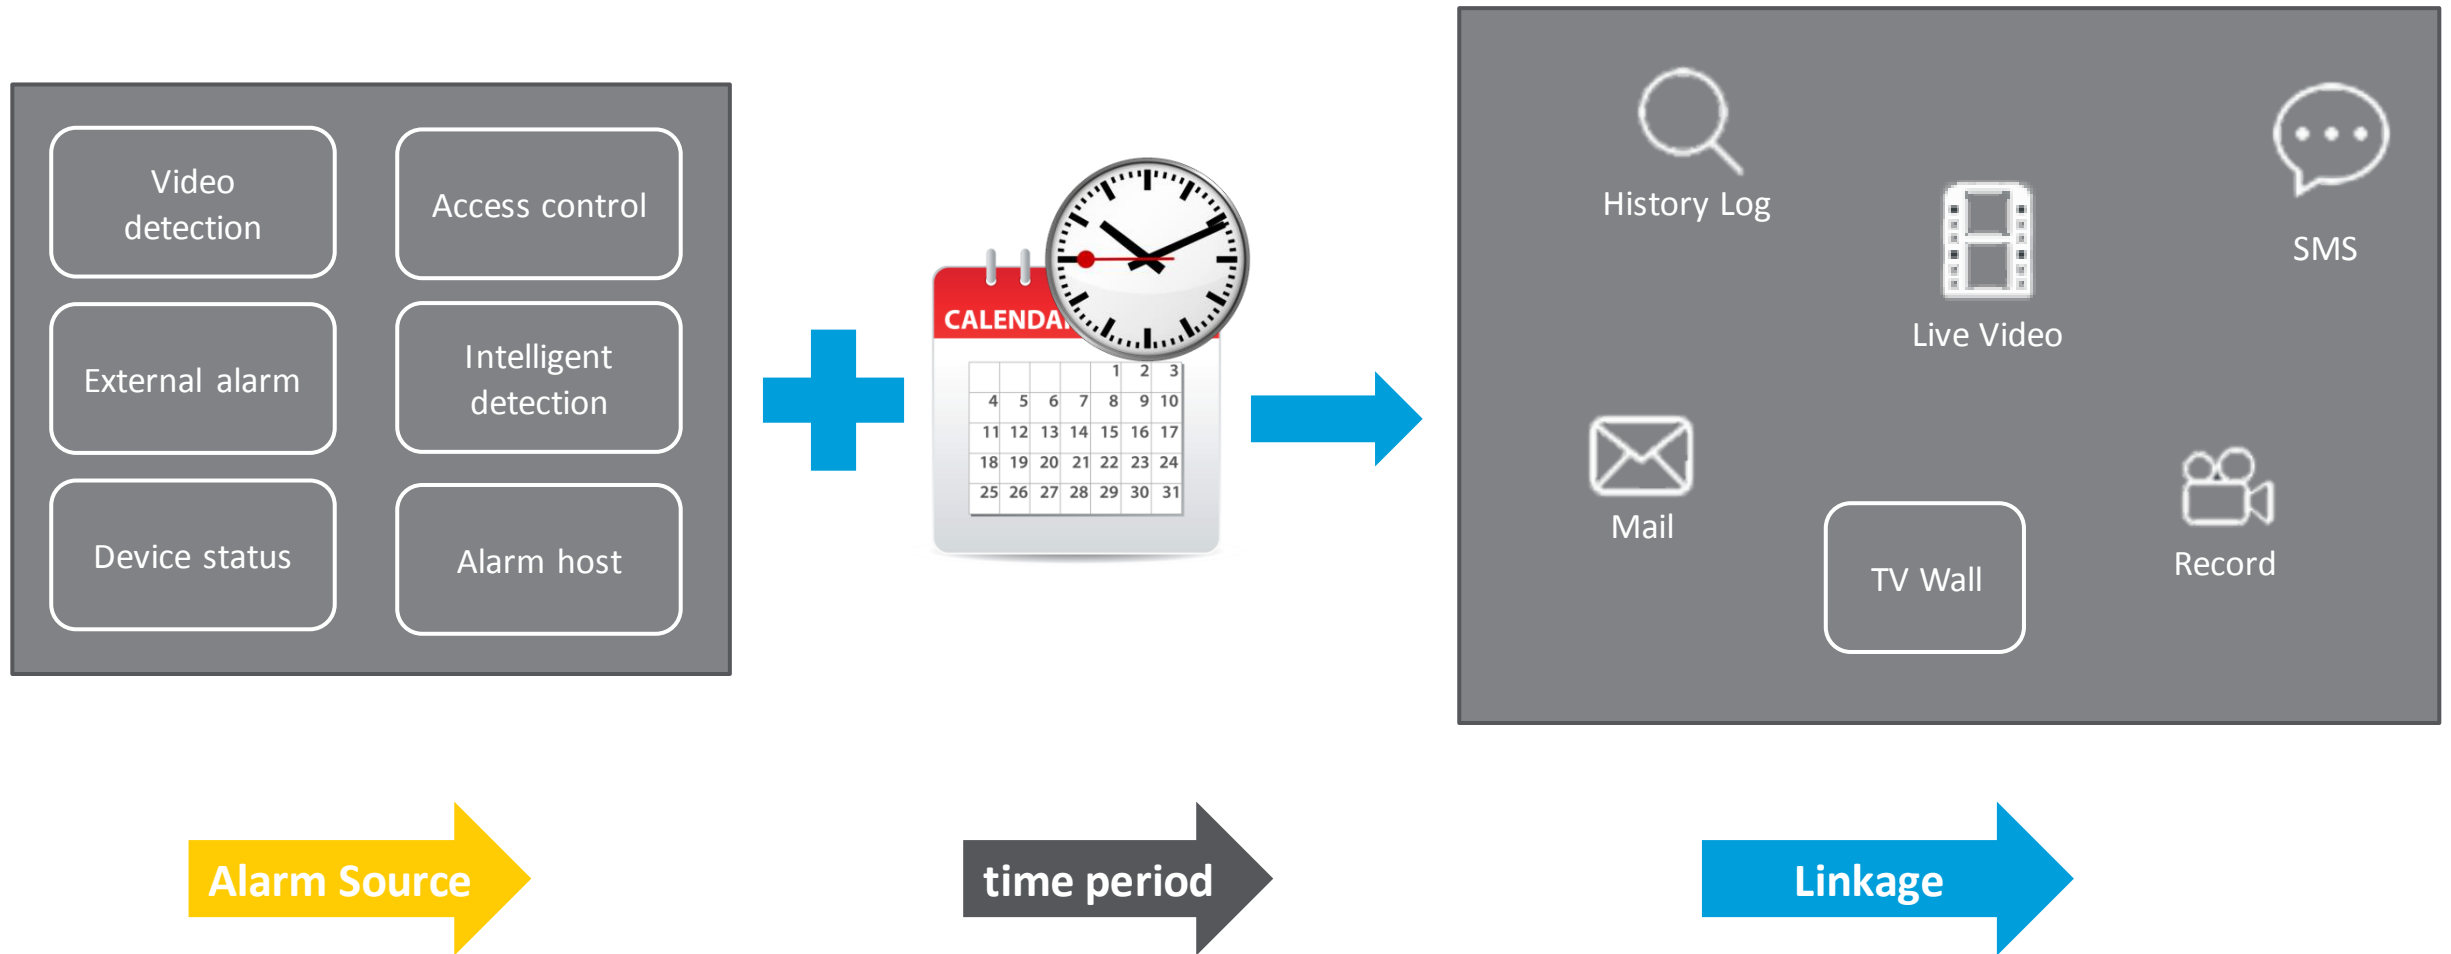 Video
detection
Access control
External alarm
Intelligent
detection
Device status
Alarm host
CALENDA
1 2 3
4 5 6 7 8 9 10
11 12 13 14 15 16 17
18 19 20 21 22 23 24
25 26 27 28 29 30 31
History Log
SMS
Live Video
Mail
TV Wall
Record
Alarm Source
time period
Linkage